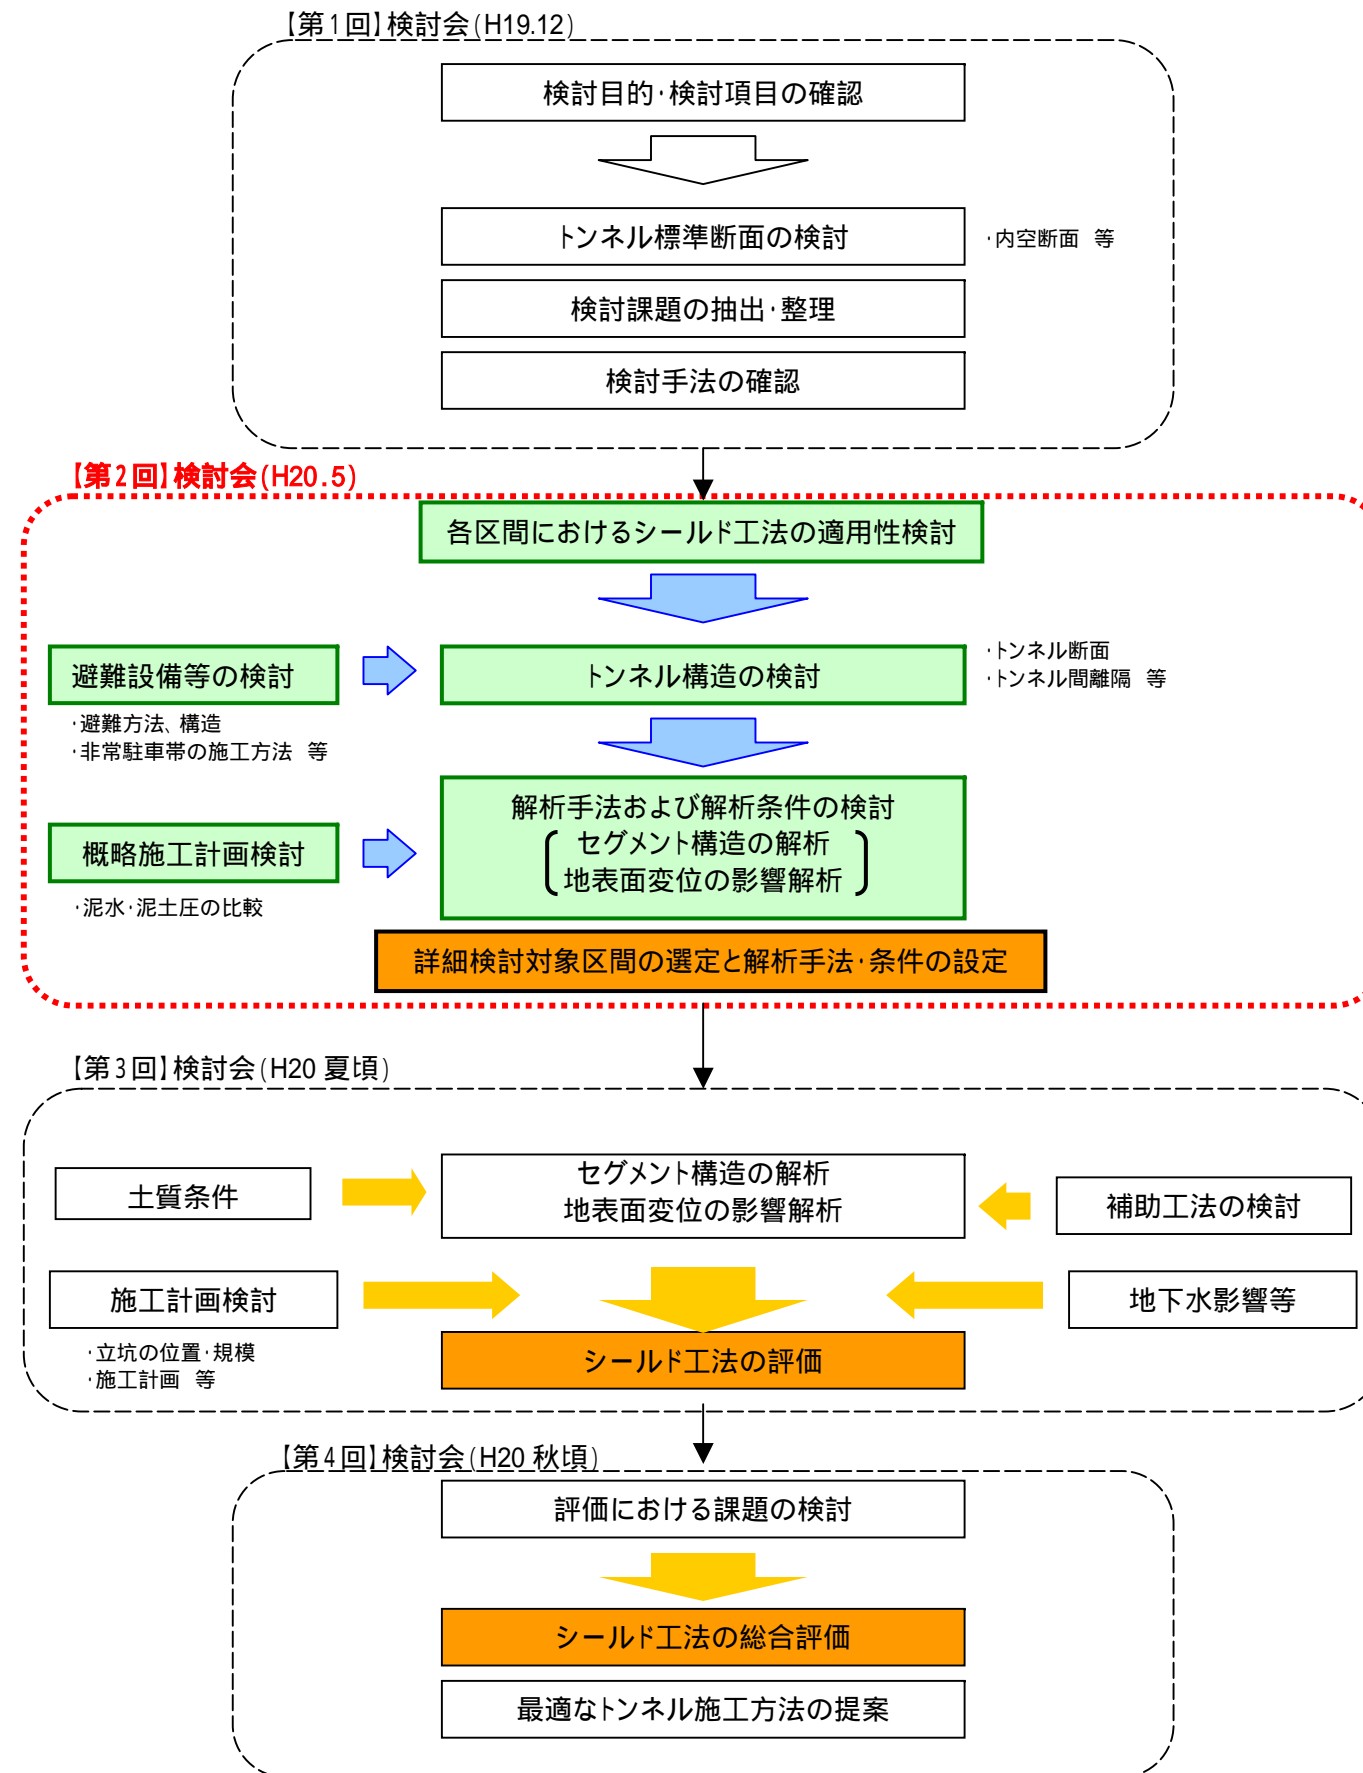 【第1回】検討会(H19.12)
検討目的・検討項目の確認
トンネル標準断面の検討
・内空断面 等
検討課題の抽出・整理
検討手法の確認
【第2回】検討会(H20.5)
各区間におけるシールド工法の適用性検討
避難設備等の検討
・避難方法、構造
・非常駐車帯の施工方法 等
トンネル構造の検討
・トンネル断面
・トンネル間離隔 等
概略施工計画検討
・泥水・泥土圧の比較
解析手法および解析条件の検討
セグメント構造の解析
地表面変位の影響解析
詳細検討対象区間の選定と解析手法・条件の設定
【第3回】検討会(H20 夏頃)
土質条件
セグメント構造の解析
地表面変位の影響解析
補助工法の検討
施工計画検討
・立坑の位置・規模
・施工計画 等
地下水影響等
シールド工法の評価
【第4回】検討会(H20 秋頃)
評価における課題の検討
シールド工法の総合評価
最適なトンネル施工方法の提案